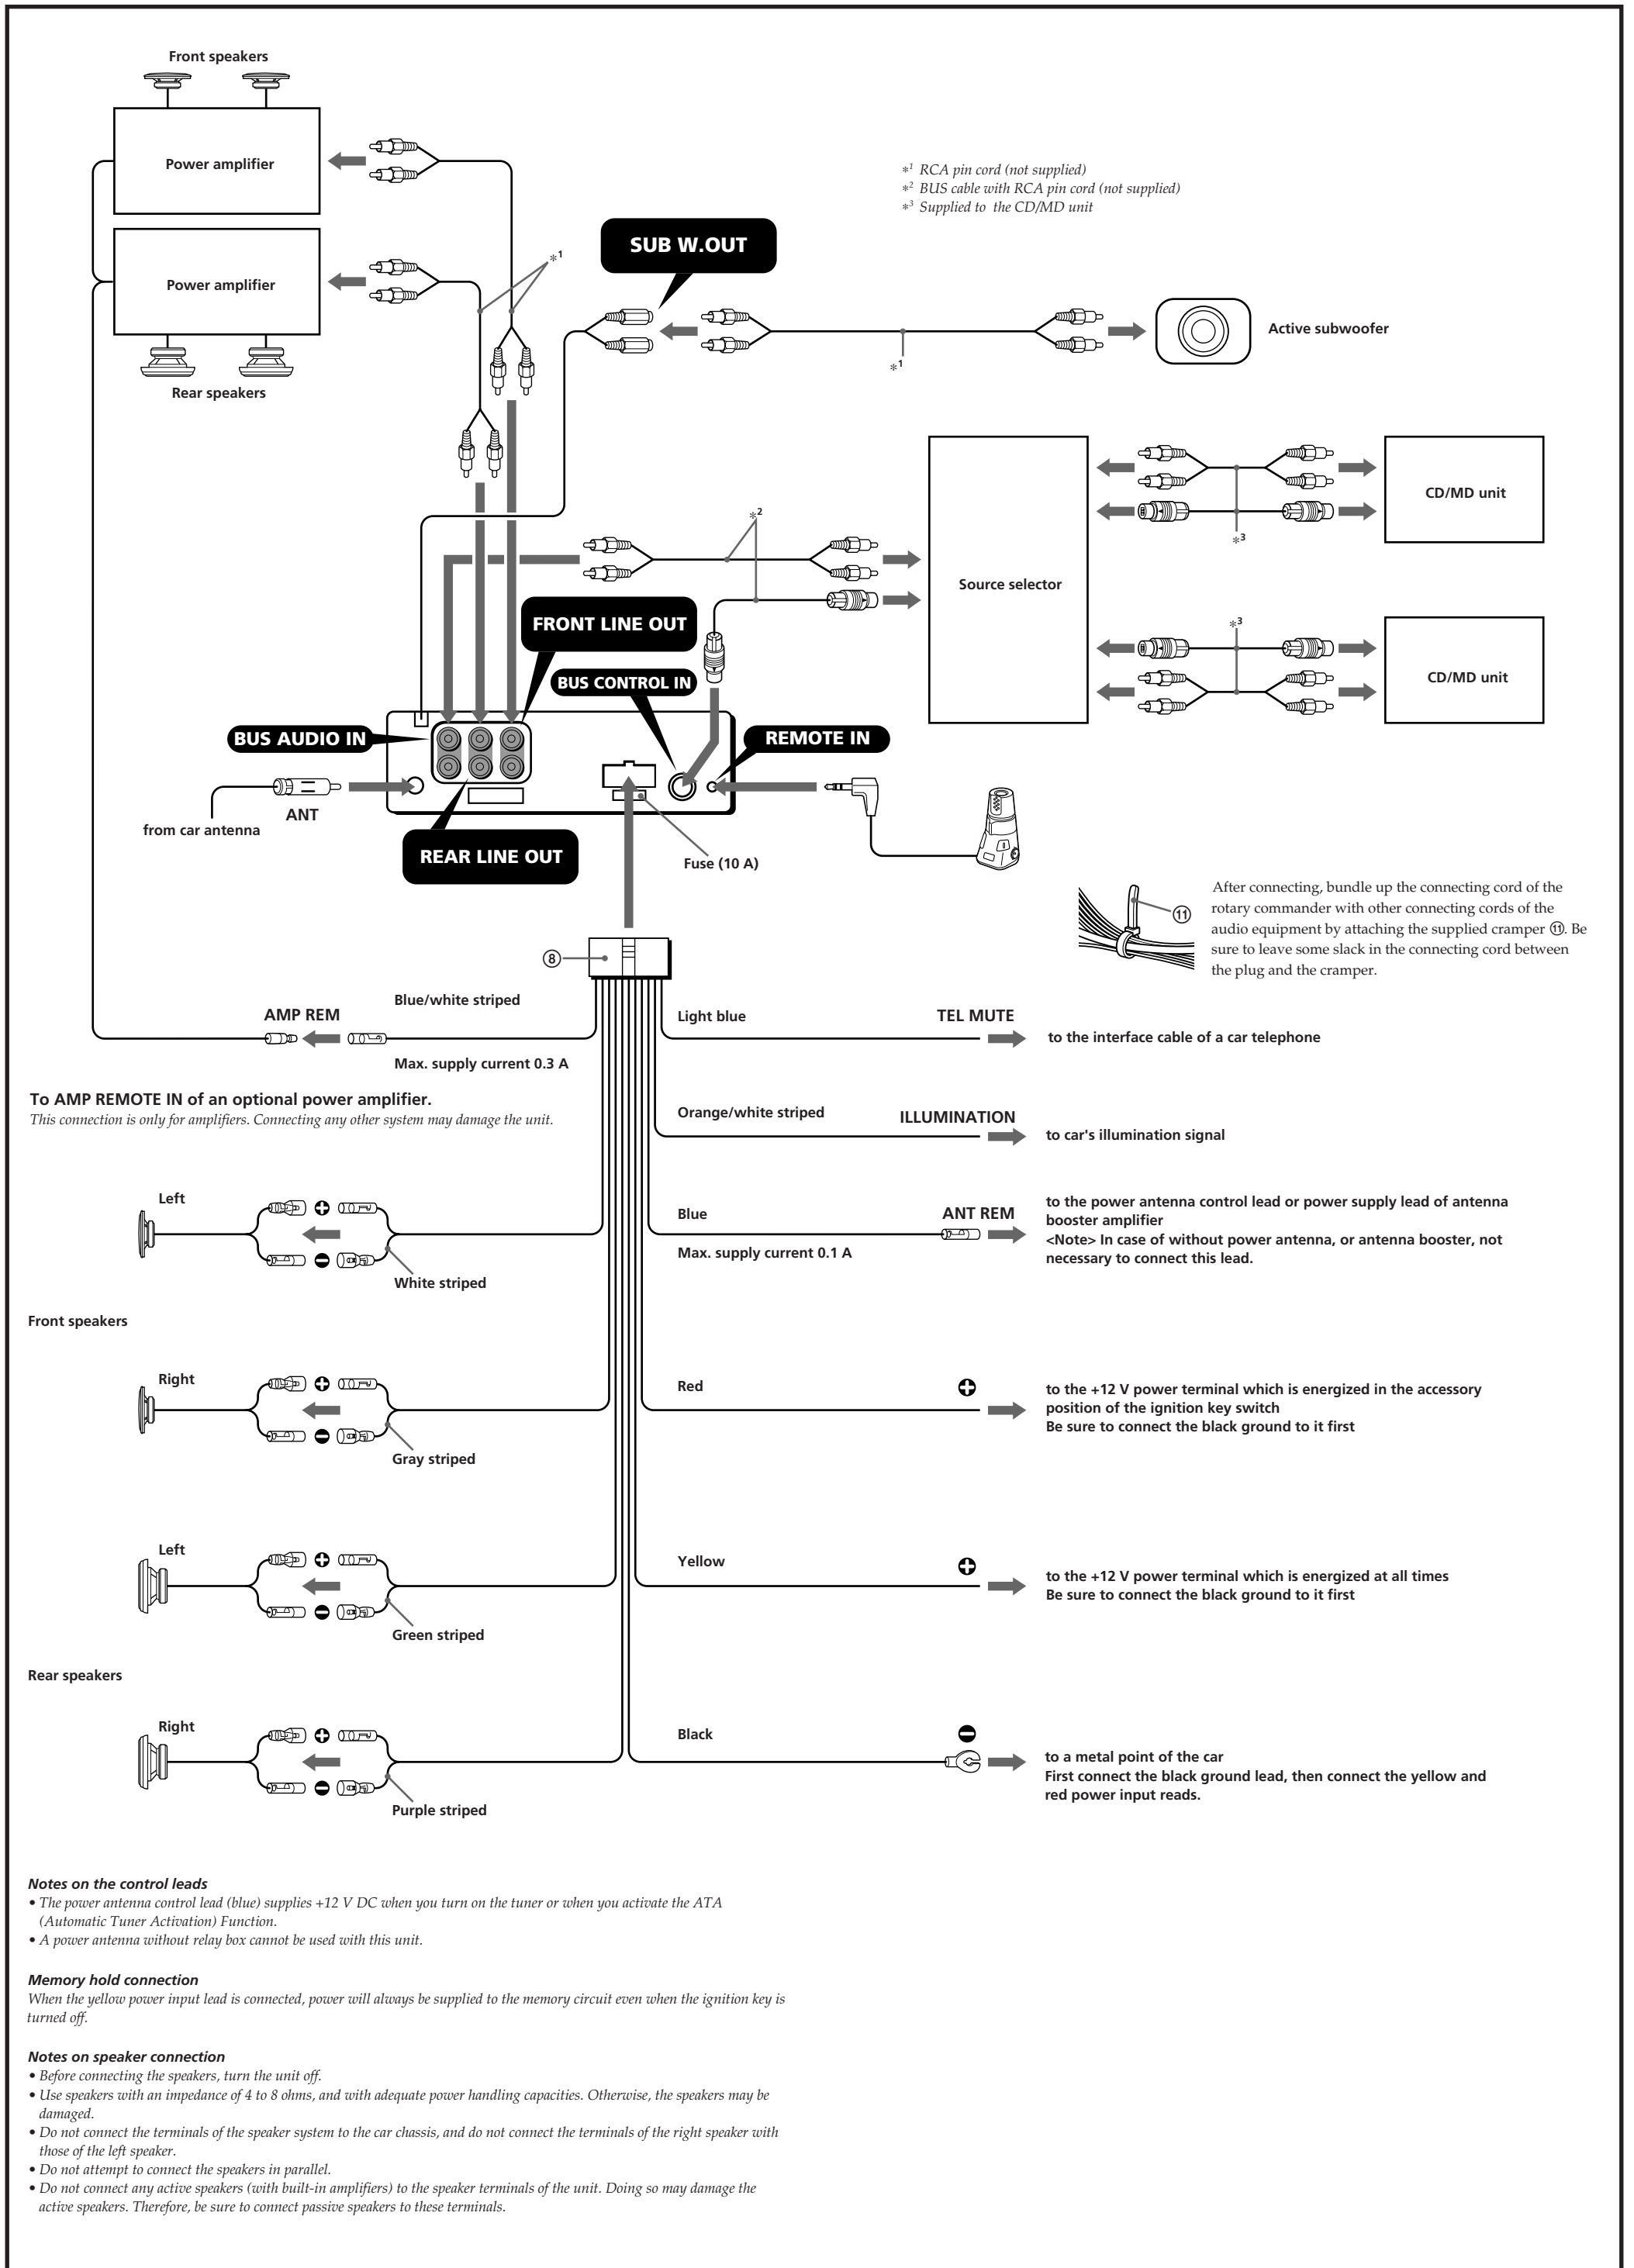 Front speakers
Power amplifier
*1 RCA pin cord (not supplied)
*2 BUS cable with RCA pin cord (not supplied)
*3 Supplied to the CD/MD unit
SUB W.OUT
*1
Power amplifier
Active subwoofer
*1
Rear speakers
CD/MD unit
*2
*3
Source selector
FRONT LINE OUT
*3
BUS CONTROL IN
CD/MD unit
BUS AUDIO IN
REMOTE IN
ANT
from car antenna
REAR LINE OUT
Fuse (10 A)
After connecting, bundle up the connecting cord of the
rotary commander with other connecting cords of the
audio equipment by attaching the supplied cramper ⑪. Be
sure to leave some slack in the connecting cord between
the plug and the cramper.
⑪
⑧
Blue/white striped
AMP REM
Max. supply current 0.3 A
Light blue
TEL MUTE
to the interface cable of a car telephone
To AMP REMOTE IN of an optional power amplifier.
This connection is only for amplifiers. Connecting any other system may damage the unit.
Orange/white striped
ILLUMINATION
to car's illumination signal
Left
White striped
Blue
ANT REM
Max. supply current 0.1 A
to the power antenna control lead or power supply lead of antenna
booster amplifier
<Note> In case of without power antenna, or antenna booster, not
necessary to connect this lead.
Front speakers
Right
Gray striped
Red
to the +12 V power terminal which is energized in the accessory
position of the ignition key switch
Be sure to connect the black ground to it first
Left
Green striped
Yellow
to the +12 V power terminal which is energized at all times
Be sure to connect the black ground to it first
Rear speakers
Right
Purple striped
Black
to a metal point of the car
First connect the black ground lead, then connect the yellow and
red power input reads.
Notes on the control leads
• The power antenna control lead (blue) supplies +12 V DC when you turn on the tuner or when you activate the ATA
(Automatic Tuner Activation) Function.
• A power antenna without relay box cannot be used with this unit.
Memory hold connection
When the yellow power input lead is connected, power will always be supplied to the memory circuit even when the ignition key is
turned off.
Notes on speaker connection
• Before connecting the speakers, turn the unit off.
• Use speakers with an impedance of 4 to 8 ohms, and with adequate power handling capacities. Otherwise, the speakers may be
damaged.
• Do not connect the terminals of the speaker system to the car chassis, and do not connect the terminals of the right speaker with
those of the left speaker.
• Do not attempt to connect the speakers in parallel.
• Do not connect any active speakers (with built-in amplifiers) to the speaker terminals of the unit. Doing so may damage the
active speakers. Therefore, be sure to connect passive speakers to these terminals.